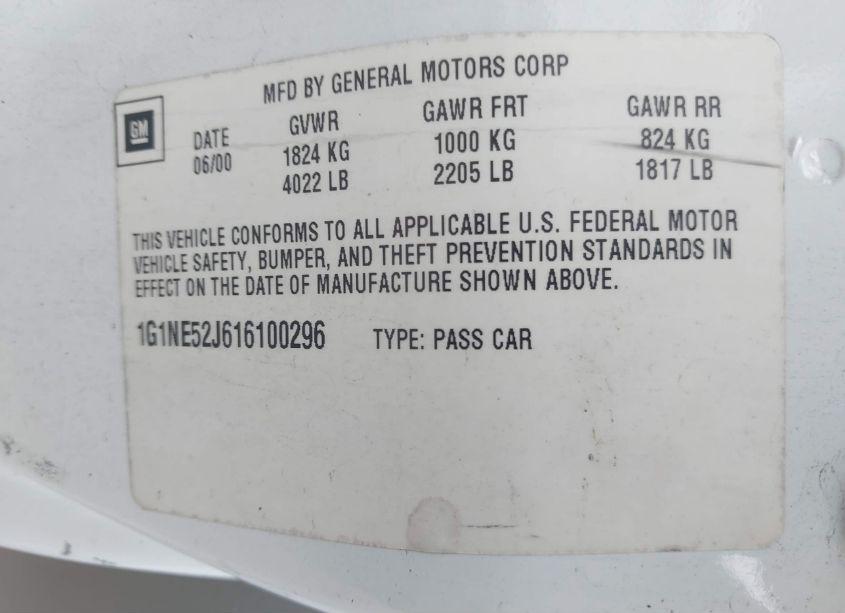 MFD BY GENERAL MOTORS CORP
GM
DATE GVWR GAWR FRT GAWR RR
06/00 1824 KG 1000 KG 824 KG
4022 LB 2205 LB 1817 LB
THIS VEHICLE CONFORMS TO ALL APPLICABLE U.S. FEDERAL MOTOR
VEHICLE SAFETY, BUMPER, AND THEFT PREVENTION STANDARDS IN
EFFECT ON THE DATE OF MANUFACTURE SHOWN ABOVE.
1G1NE52J616100296 TYPE: PASS CAR